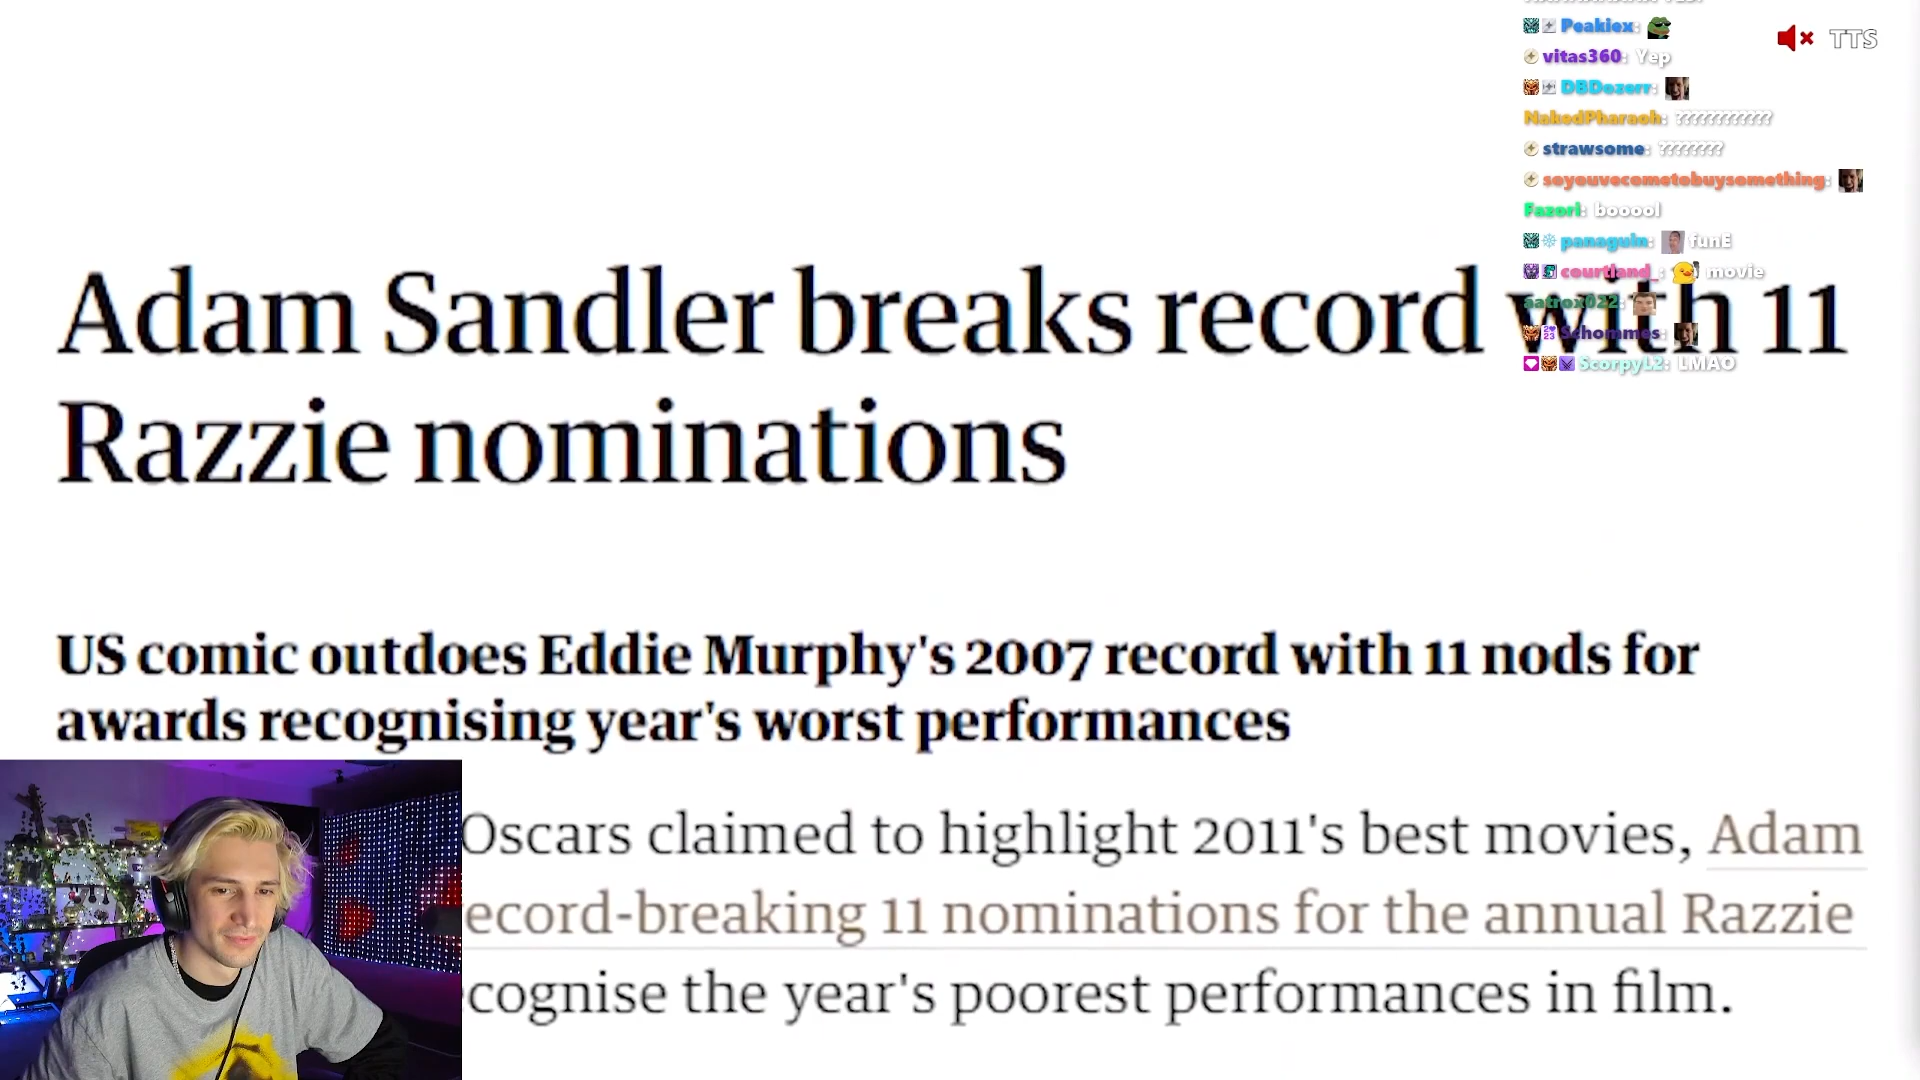 Peakiex:
TTS
vitas360: Yep
DBDozerr:
NakedPharaoh: ????????????
strawsome: ????????
soyouvecometobuysomething:
Fazori: booool
panaguin: funE
courtland_: movie
aatrox022:
Schommes
ScorpyL2: LMAO
Adam Sandler breaks record with 11
Razzie nominations
US comic outdoes Eddie Murphy's 2007 record with 11 nods for
awards recognising year's worst performances
Oscars claimed to highlight 2011's best movies, Adam
ecord-breaking 11 nominations for the annual Razzie
cognise the year's poorest performances in film.